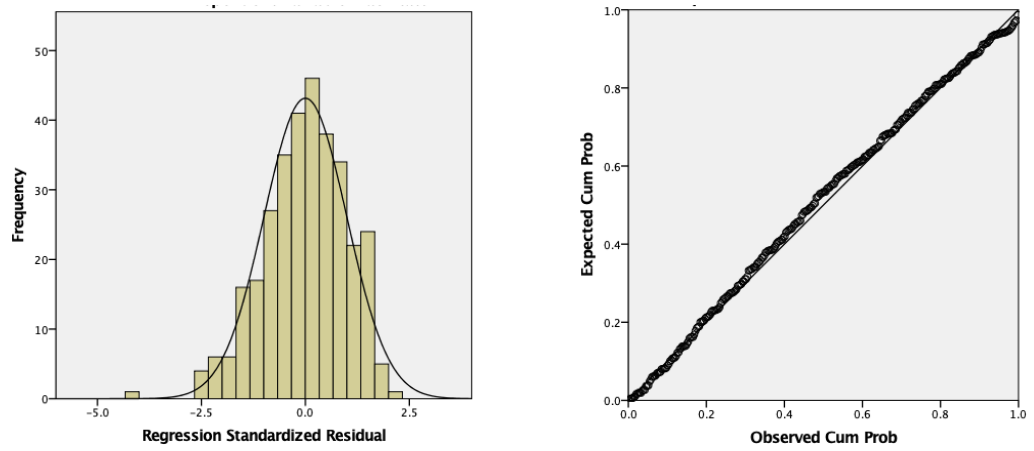 50
40
30
20
10
0
Frequency
-5.0 -2.5 0.0 2.5
Regression Standardized Residual
1.0
0.8
0.6
0.4
0.2
0.0
Expected Cum Prob
0.0 0.2 0.4 0.6 0.8 1.0
Observed Cum Prob